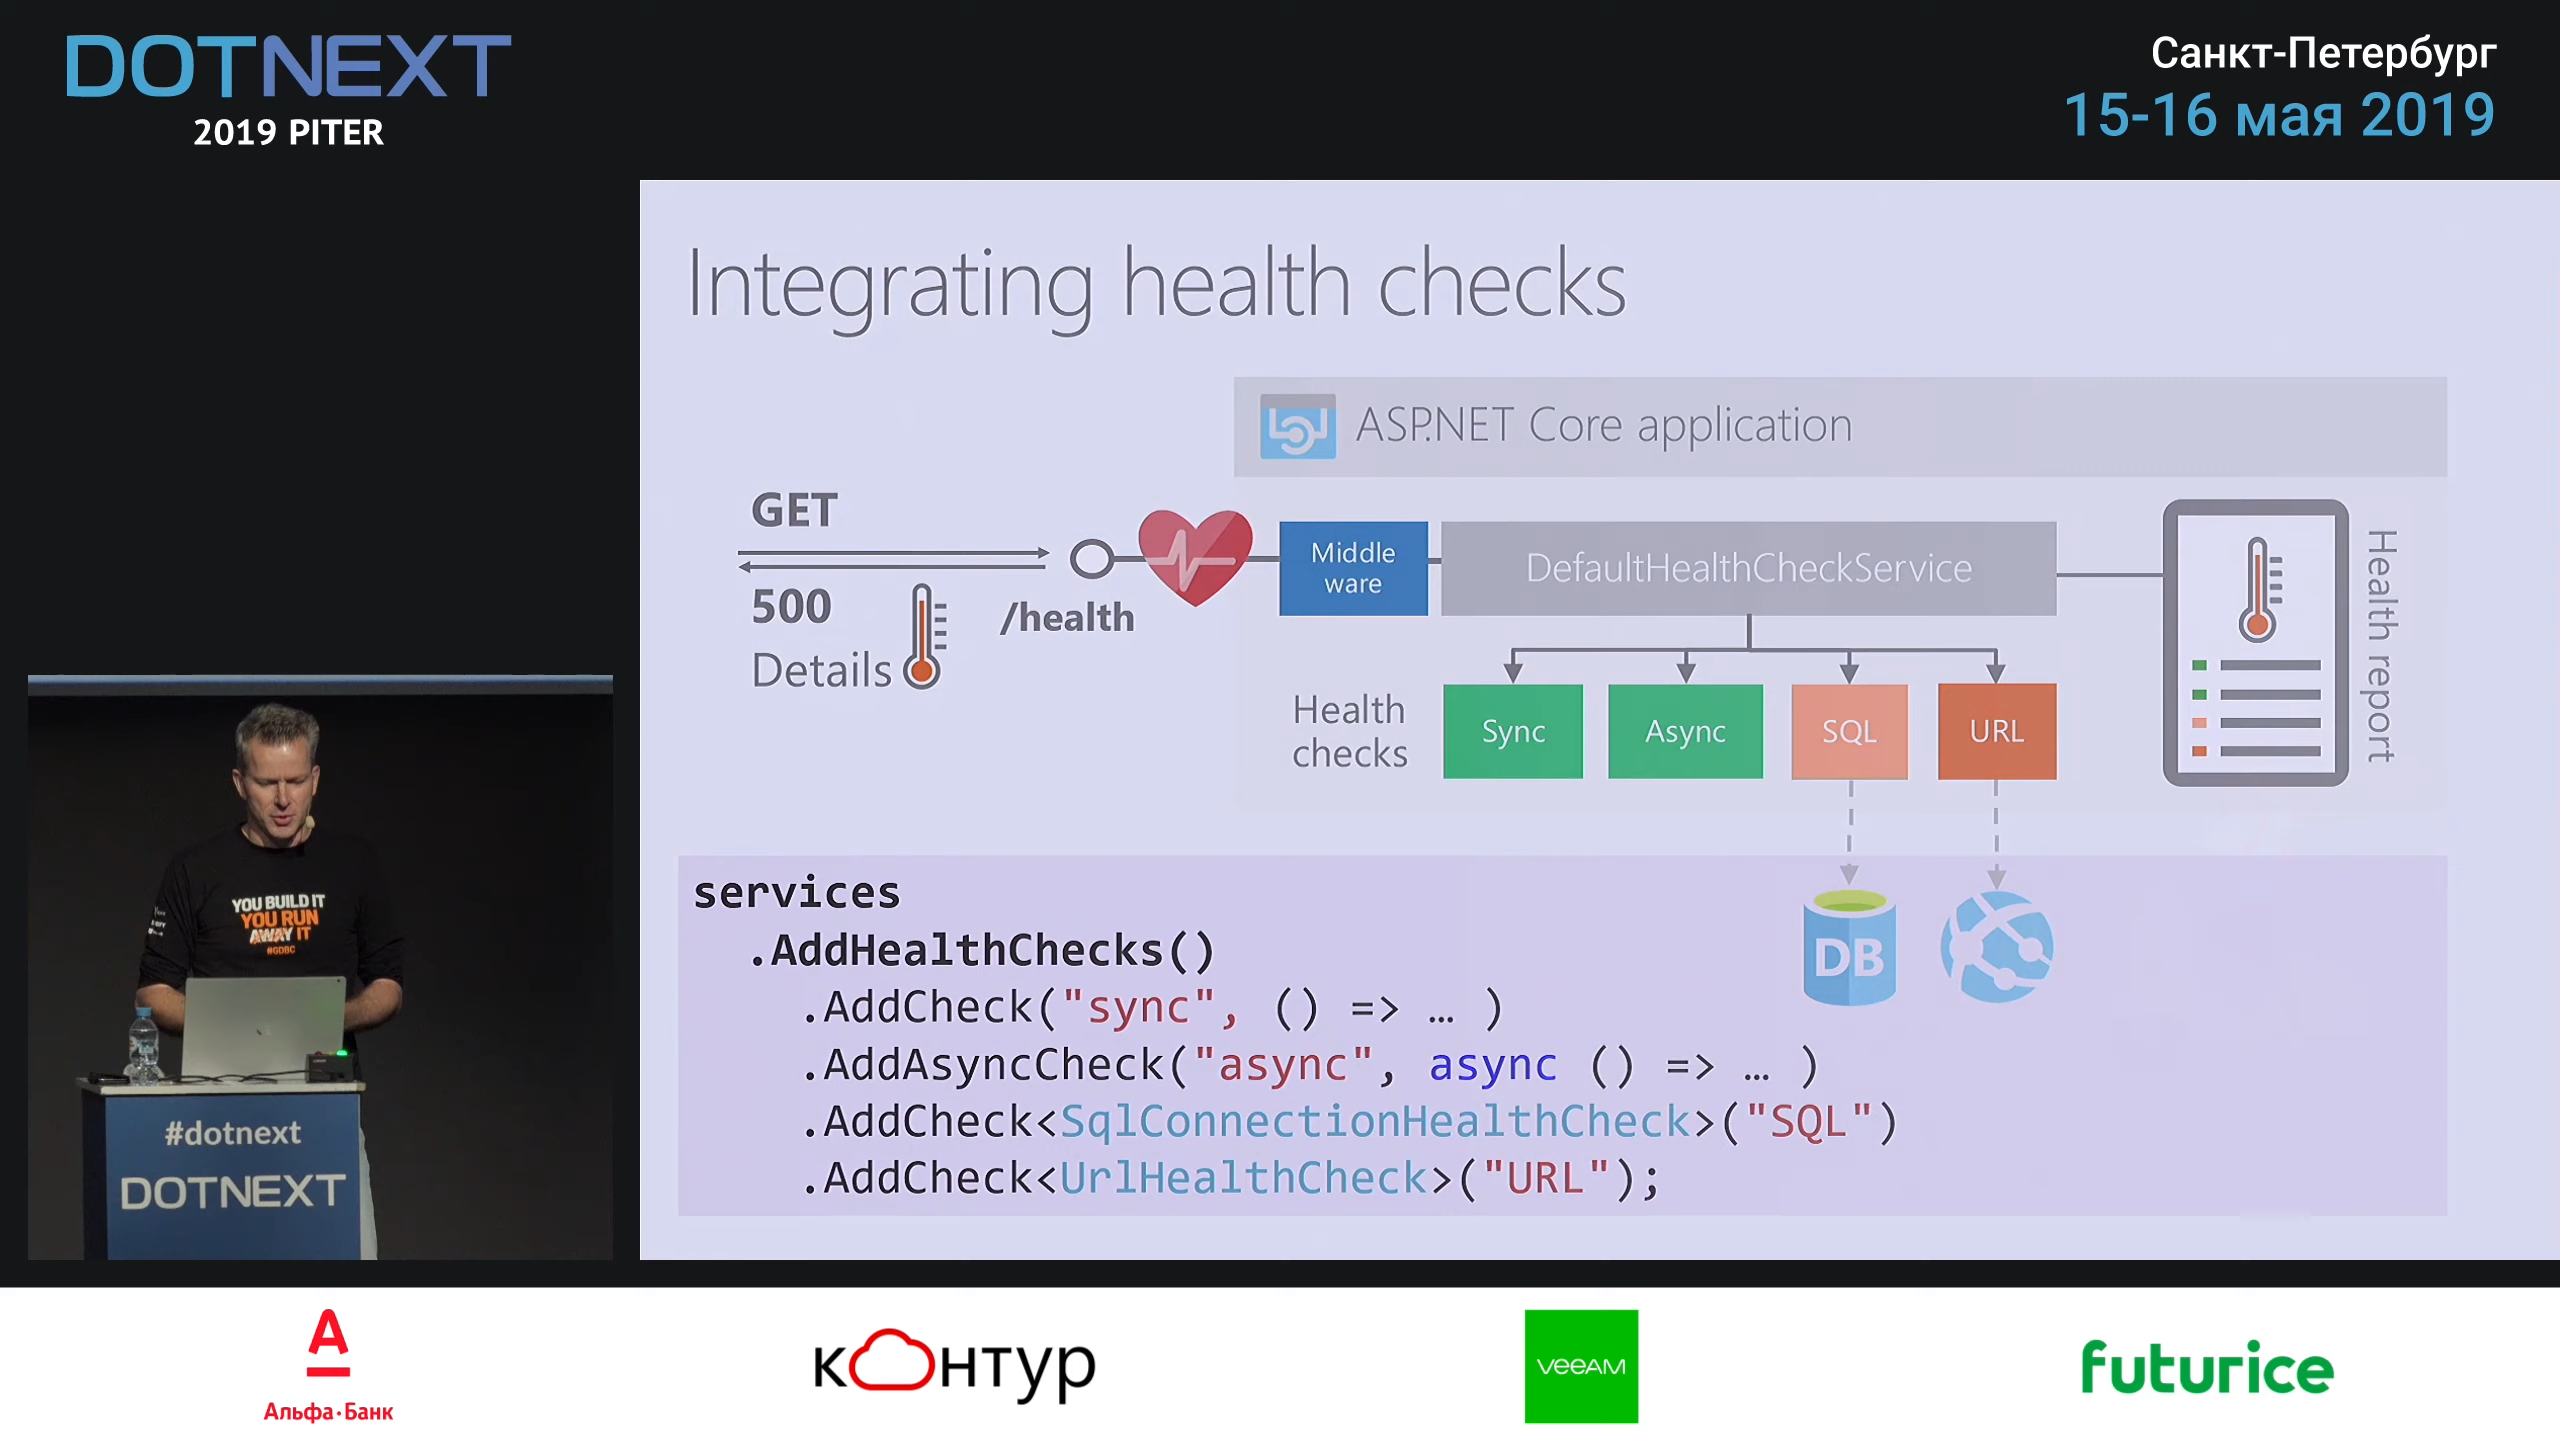 DOTNEXT
2019 PITER
Санкт-Петербург
15-16 мая 2019
Integrating health checks
ASP.NET Core application
GET
500
Details
/health
Middle
ware
DefaultHealthCheckService
Health
checks
Sync
Async
SQL
URL
Health report
DB
services
.AddHealthChecks()
.AddCheck("sync", () => … )
.AddAsyncCheck("async", async () => … )
.AddCheck<SqlConnectionHealthCheck>("SQL")
.AddCheck<UrlHealthCheck>("URL");
YOU BUILD IT
YOU RUN
AWAY IT
#GDBC
#dotnext
DOTNEXT
Альфа·Банк
контур
veeam
futurice